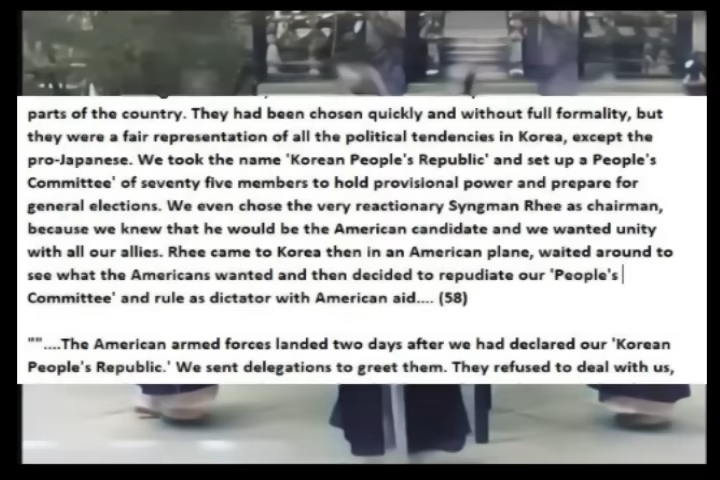 parts of the country. They had been chosen quickly and without full formality, but
they were a fair representation of all the political tendencies in Korea, except the
pro-Japanese. We took the name 'Korean People's Republic' and set up a People's
Committee' of seventy five members to hold provisional power and prepare for
general elections. We even chose the very reactionary Syngman Rhee as chairman,
because we knew that he would be the American candidate and we wanted unity
with all our allies. Rhee came to Korea then in an American plane, waited around to
see what the Americans wanted and then decided to repudiate our 'People's
Committee' and rule as dictator with American aid.... (58)
""....The American armed forces landed two days after we had declared our 'Korean
People's Republic.' We sent delegations to greet them. They refused to deal with us,